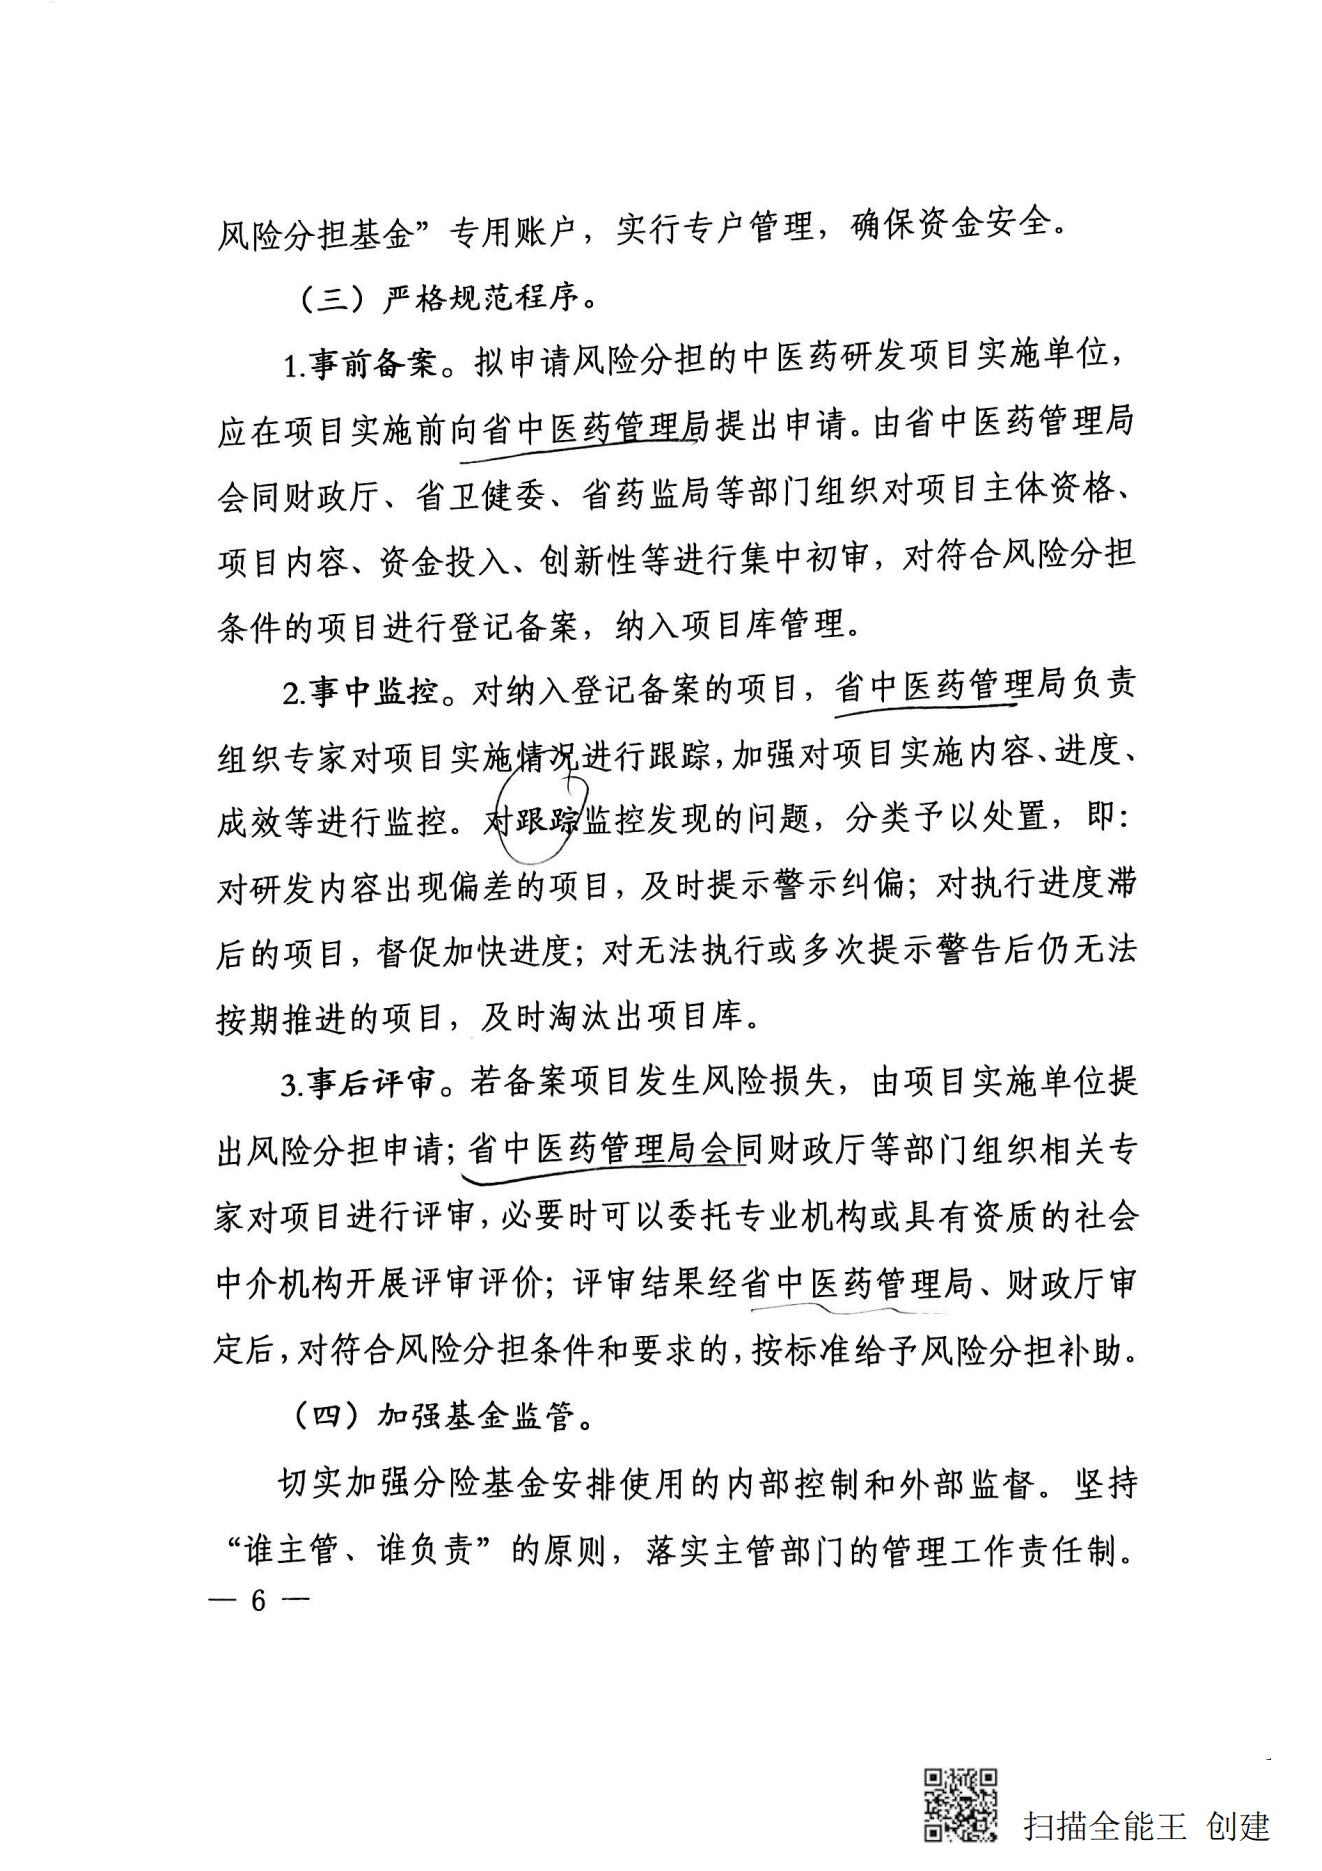 风险分担基金”专用账户，实行专户管理，确保资金安全。
（三）严格规范程序。
1.事前备案。拟申请风险分担的中医药研发项目实施单位，
应在项目实施前向省中医药管理局提出申请。由省中医药管理局
会同财政厅、省卫健委、省药监局等部门组织对项目主体资格、
项目内容、资金投入、创新性等进行集中初审，对符合风险分担
条件的项目进行登记备案，纳入项目库管理。
2.事中监控。对纳入登记备案的项目，省中医药管理局负责
组织专家对项目实施情况进行跟踪，加强对项目实施内容、进度、
成效等进行监控。对跟踪监控发现的问题，分类予以处置，即：
对研发内容出现偏差的项目，及时提示警示纠偏；对执行进度滞
后的项目，督促加快进度；对无法执行或多次提示警告后仍无法
按期推进的项目，及时淘汰出项目库。
3.事后评审。若备案项目发生风险损失，由项目实施单位提
出风险分担申请；省中医药管理局会同财政厅等部门组织相关专
家对项目进行评审，必要时可以委托专业机构或具有资质的社会
中介机构开展评审评价；评审结果经省中医药管理局、财政厅审
定后，对符合风险分担条件和要求的，按标准给予风险分担补助。
（四）加强基金监管。
切实加强分险基金安排使用的内部控制和外部监督。坚持
“谁主管、谁负责”的原则，落实主管部门的管理工作责任制。
— 6 —
扫描全能王 创建